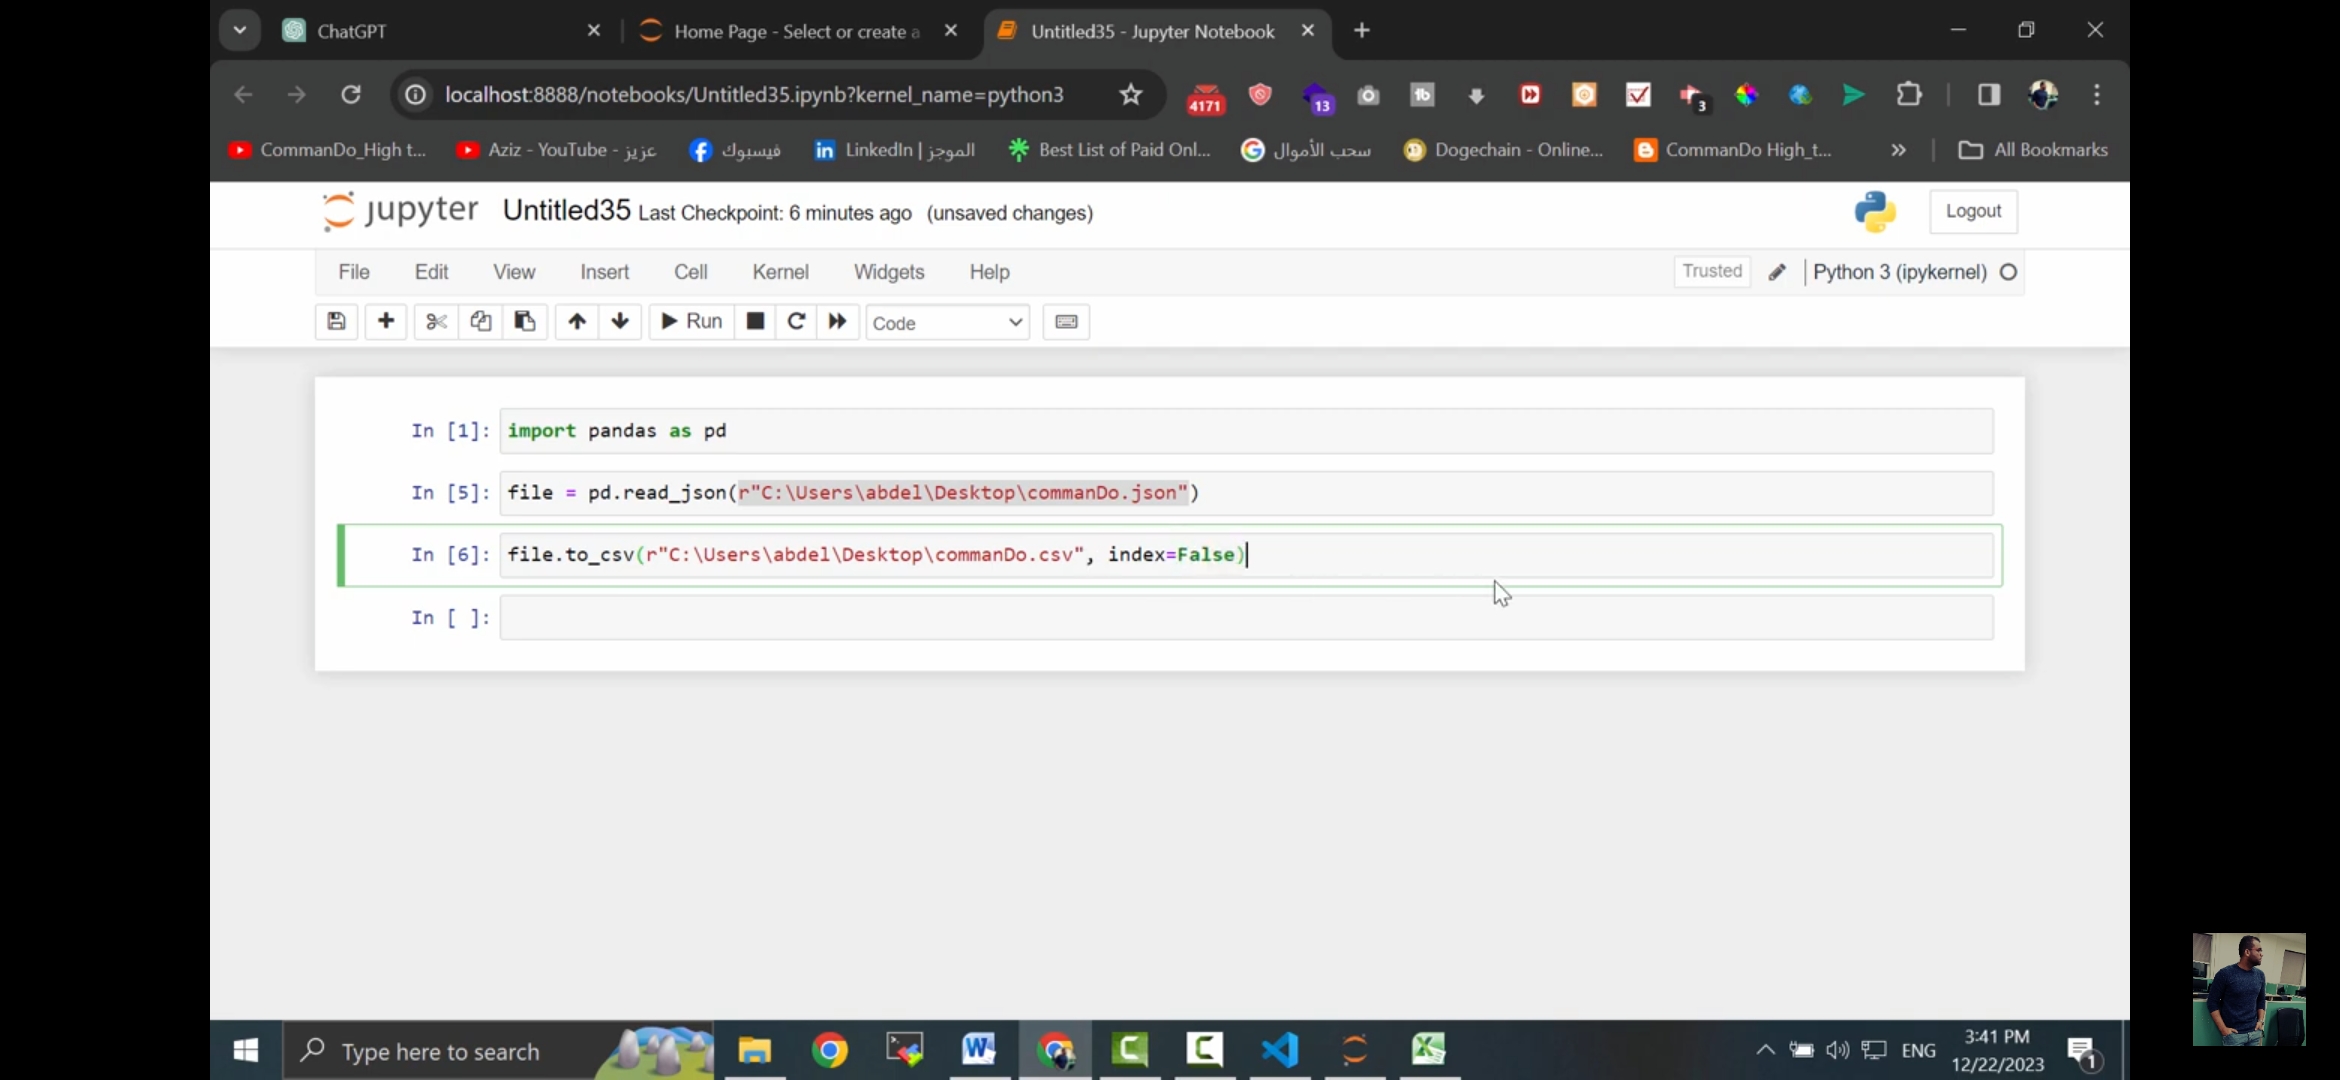 ChatGPT
Home Page - Select or create a
Untitled35 - Jupyter Notebook
localhost:8888/notebooks/Untitled35.ipynb?kernel_name=python3
4171
13
tb
3
CommanDo_High t...
Aziz - YouTube - عزيز
فيسبوك
الموجز | LinkedIn
Best List of Paid Onl...
سحب الأموال
Dogechain - Online...
CommanDo High_t...
»
All Bookmarks
jupyter
Untitled35 Last Checkpoint: 6 minutes ago (unsaved changes)
Logout
File Edit View Insert Cell Kernel Widgets Help
Trusted
Python 3 (ipykernel)
Run
Code
In [1]: import pandas as pd
In [5]: file = pd.read_json(r"C:\Users\abdel\Desktop\commanDo.json")
In [6]: file.to_csv(r"C:\Users\abdel\Desktop\commanDo.csv", index=False)
In [ ]:
Type here to search
ENG
3:41 PM
12/22/2023
1